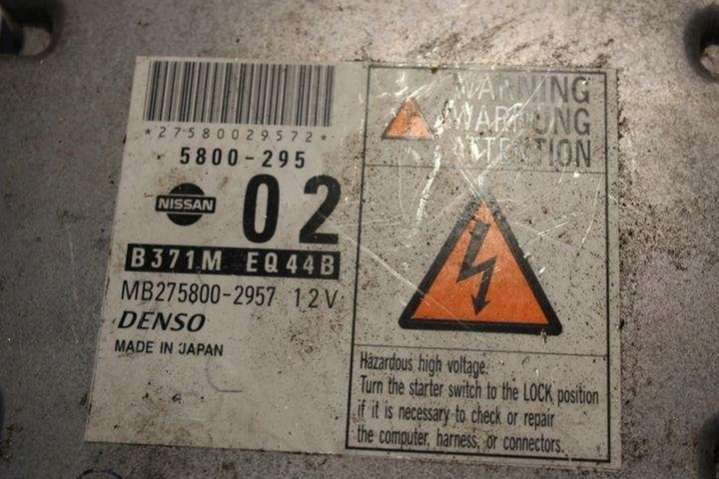 *27580029572*
5800-295
NISSAN
02
B371M EQ44B
MB275800-2957 12V
DENSO
MADE IN JAPAN
WARNING
WARNUNG
ATTENTION
Hazardous high voltage.
Turn the starter switch to the LOCK position
if it is necessary to check or repair
the computer, harness, or connectors.